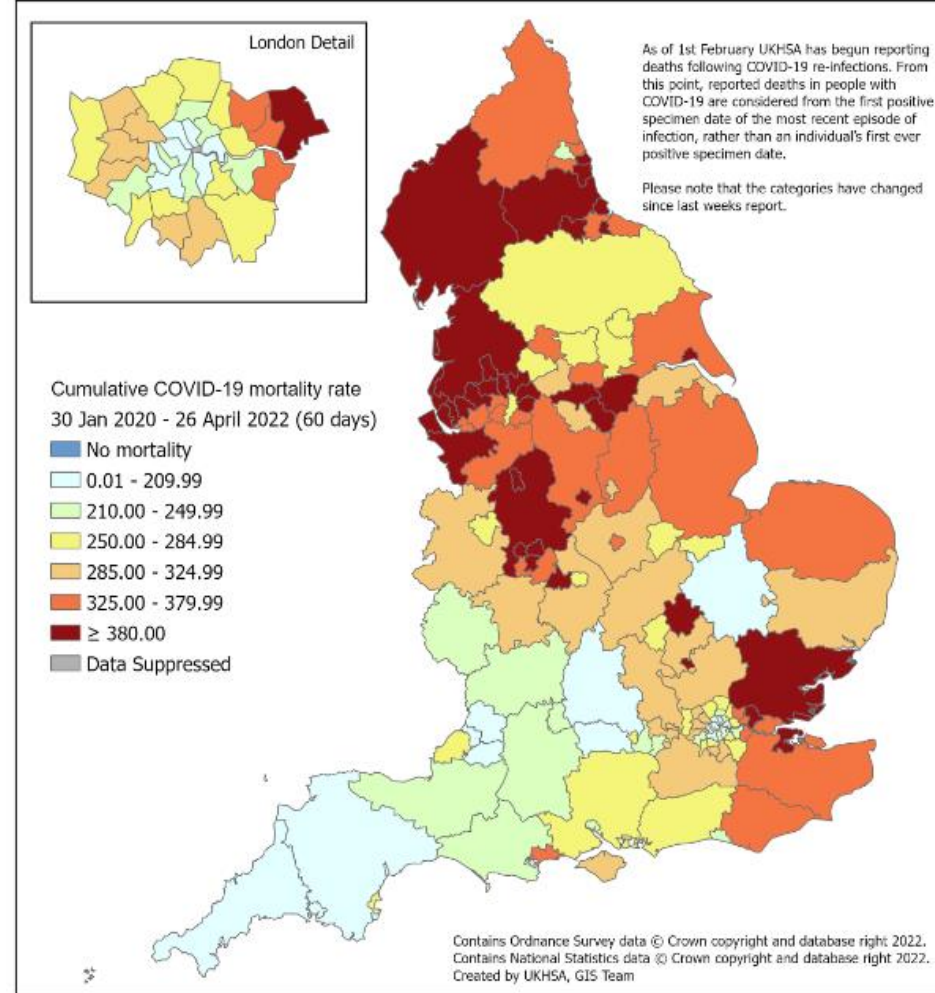 London Detail
As of 1st February UKHSA has begun reporting
deaths following COVID-19 re-infections. From
this point, reported deaths in people with
COVID-19 are considered from the first positive
specimen date of the most recent episode of
infection, rather than an individual's first ever
positive specimen date.
Please note that the categories have changed
since last weeks report.
Cumulative COVID-19 mortality rate
30 Jan 2020 - 26 April 2022 (60 days)
No mortality
0.01 - 209.99
210.00 - 249.99
250.00 - 284.99
285.00 - 324.99
325.00 - 379.99
≥ 380.00
Data Suppressed
Contains Ordnance Survey data © Crown copyright and database right 2022.
Contains National Statistics data © Crown copyright and database right 2022.
Created by UKHSA, GIS Team